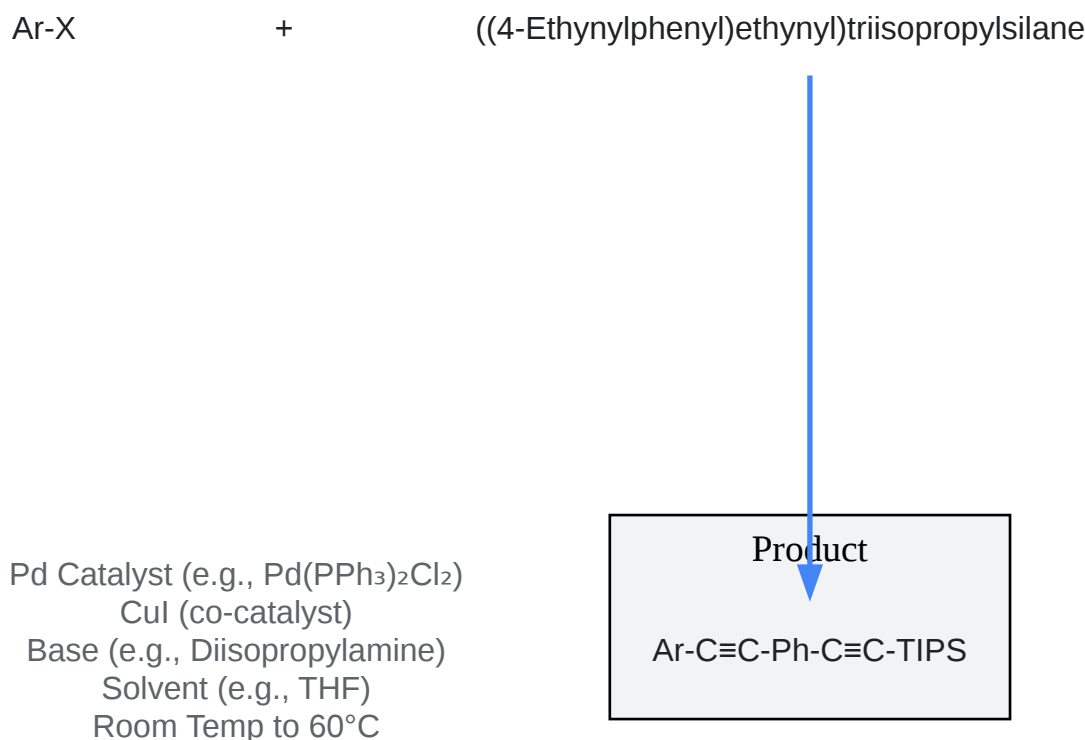 Ar-X + ((4-Ethynylphenyl)ethynyl)triisopropylsilane
Product
Ar-C≡C-Ph-C≡C-TIPS
Pd Catalyst (e.g., Pd(PPh₃)₂Cl₂)
CuI (co-catalyst)
Base (e.g., Diisopropylamine)
Solvent (e.g., THF)
Room Temp to 60°C